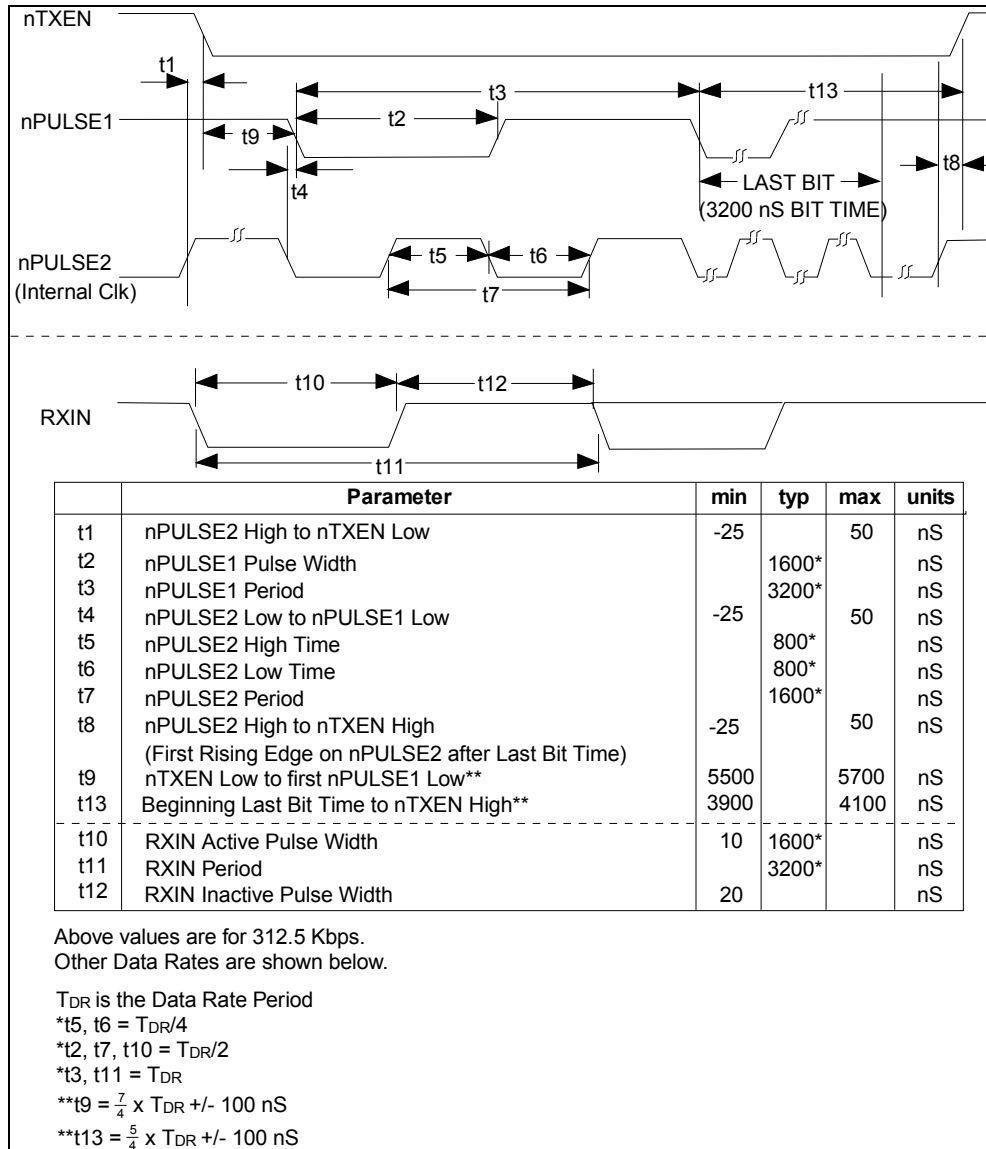 nTXEN
t1
t3
t13
nPULSE1
t2
t9
t8
t4
LAST BIT
(3200 nS BIT TIME)
nPULSE2
(Internal Clk)
t5
t6
t7
RXIN
t10
t12
t11
Parameter min typ max units
t1 nPULSE2 High to nTXEN Low -25 50 nS
t2 nPULSE1 Pulse Width 1600* nS
t3 nPULSE1 Period 3200* nS
t4 nPULSE2 Low to nPULSE1 Low -25 50 nS
t5 nPULSE2 High Time 800* nS
t6 nPULSE2 Low Time 800* nS
t7 nPULSE2 Period 1600* nS
t8 nPULSE2 High to nTXEN High -25 50 nS
(First Rising Edge on nPULSE2 after Last Bit Time)
t9 nTXEN Low to first nPULSE1 Low** 5500 5700 nS
t13 Beginning Last Bit Time to nTXEN High** 3900 4100 nS
t10 RXIN Active Pulse Width 10 1600* nS
t11 RXIN Period 3200* nS
t12 RXIN Inactive Pulse Width 20 nS
Above values are for 312.5 Kbps.
Other Data Rates are shown below.
TDR is the Data Rate Period
*t5, t6 = TDR/4
*t2, t7, t10 = TDR/2
*t3, t11 = TDR
**t9 = 7/4 x TDR +/- 100 nS
**t13 = 5/4 x TDR +/- 100 nS